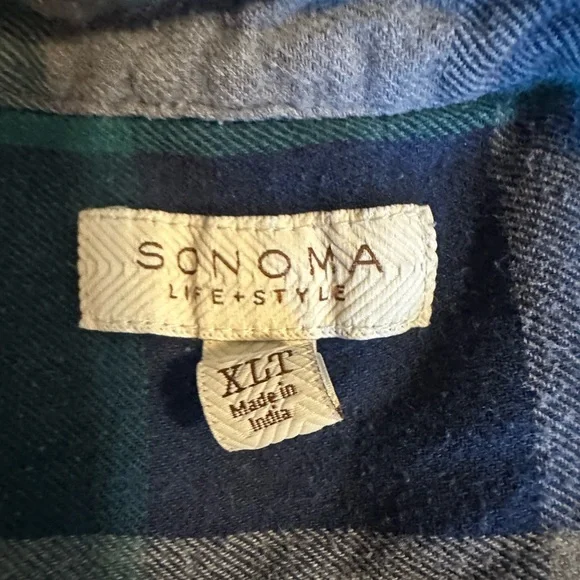 SONOMA
LIFE+STYLE
XLT
Made in
India